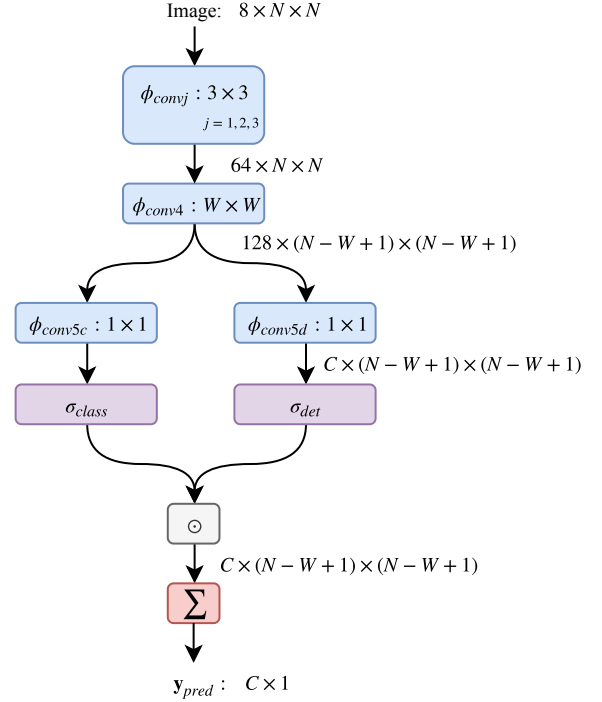 Image: 8 × N × N
ϕ_convj : 3 × 3
j = 1,2,3
64 × N × N
ϕ_conv4 : W × W
128 × (N − W + 1) × (N − W + 1)
ϕ_conv5c : 1 × 1
ϕ_conv5d : 1 × 1
C × (N − W + 1) × (N − W + 1)
σ_class
σ_det
⊙
C × (N − W + 1) × (N − W + 1)
∑
y_pred : C × 1